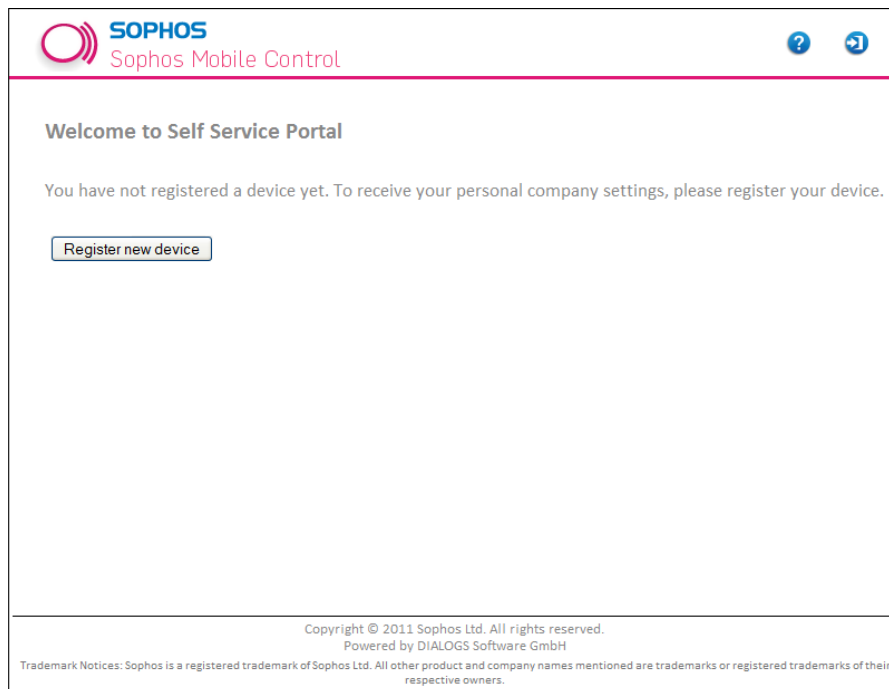 SOPHOS
Sophos Mobile Control
?
Welcome to Self Service Portal
You have not registered a device yet. To receive your personal company settings, please register your device.
Register new device
Copyright © 2011 Sophos Ltd. All rights reserved.
Powered by DIALOGS Software GmbH
Trademark Notices: Sophos is a registered trademark of Sophos Ltd. All other product and company names mentioned are trademarks or registered trademarks of their
respective owners.